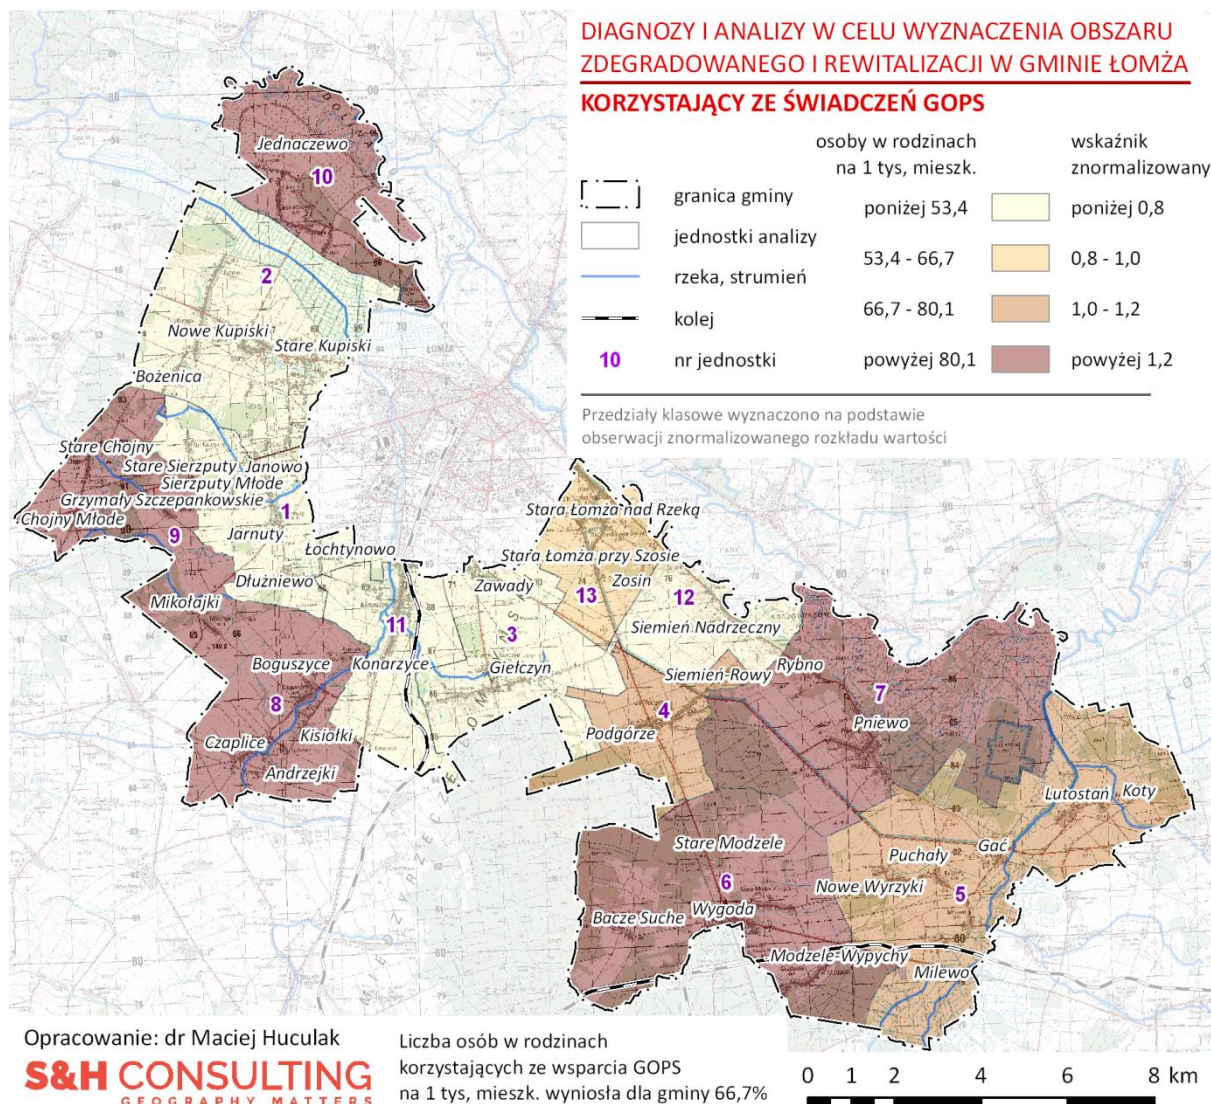 DIAGNOZY I ANALIZY W CELU WYZNACZENIA OBSZARU
ZDEGRADOWANEGO I REWITALIZACJI W GMINIE ŁOMŻA
KORZYSTAJĄCY ZE ŚWIADCZEŃ GOPS
osoby w rodzinach
na 1 tys, mieszk.
wskaźnik
znormalizowany
granica gminy
poniżej 53,4
poniżej 0,8
jednostki analizy
53,4 - 66,7
0,8 - 1,0
rzeka, strumień
66,7 - 80,1
1,0 - 1,2
kolej
10 nr jednostki
powyżej 80,1
powyżej 1,2
Przedziały klasowe wyznaczono na podstawie
obserwacji znormalizowanego rozkładu wartości
Jednaczewo
10
2
Nowe Kupiski
Stare Kupiski
ŁOMŻA
Bożenica
Stare Chojny
Stare Sierzputy
Janowo
Sierzputy Młode
Grzymały Szczepankowskie
Chojny Młode
1
9
Jarnuty
Łochtynowo
Dłużniewo
Mikołajki
11
Boguszyce
Konarzyce
8
Czaplice
Kisiołki
Andrzejki
Stara Łomża nad Rzeką
Stara Łomża przy Szosie
Zawady
Zosin
13
12
3
Siemień Nadrzeczny
Giełczyn
Siemień-Rowy
Rybno
7
4
Pniewo
Podgórze
Lutostań
Koty
Stare Modzele
Puchały
Gać
6
Nowe Wyrzyki
5
Bacze Suche
Wygoda
Modzele-Wypychy
Milewo
Opracowanie: dr Maciej Huculak
S&H CONSULTING
GEOGRAPHY MATTERS
Liczba osób w rodzinach
korzystających ze wsparcia GOPS
na 1 tys, mieszk. wyniosła dla gminy 66,7%
0 1 2 4 6 8 km